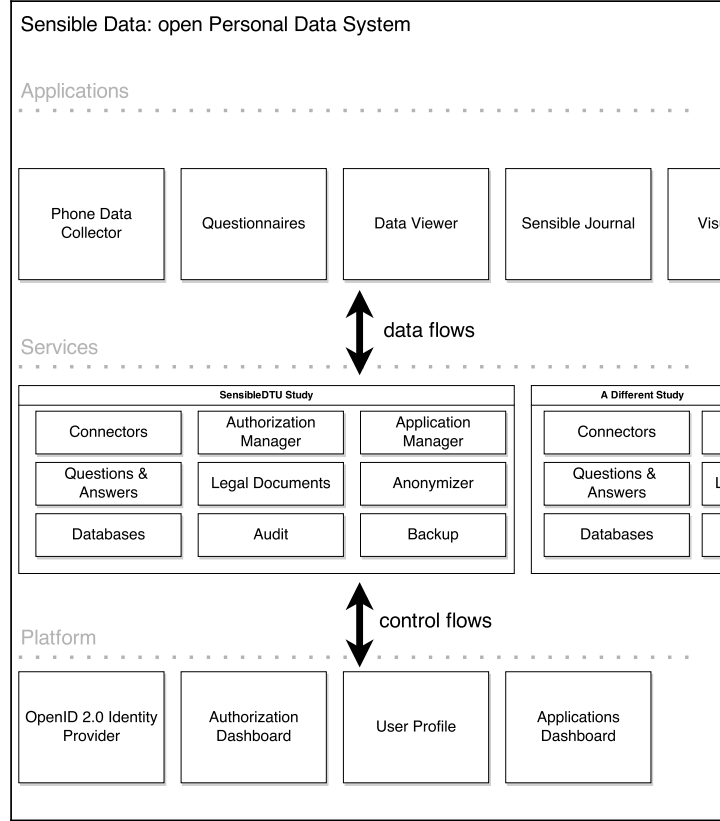 Sensible Data: open Personal Data System
Applications
Phone Data
Collector
Questionnaires
Data Viewer
Sensible Journal
data flows
Services
SensibleDTU Study
A Different Study
Connectors
Authorization
Manager
Application
Manager
Connectors
Questions &
Answers
Legal Documents
Anonymizer
Questions &
Answers
Databases
Audit
Backup
Databases
control flows
Platform
OpenID 2.0 Identity
Provider
Authorization
Dashboard
User Profile
Applications
Dashboard